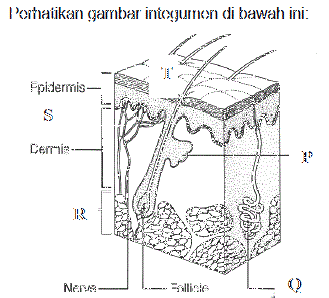 Perhatikan gambar integumen di bawah ini:
T
Epidermis
S
Dermis
P
R
Q
Nerve
Follicle